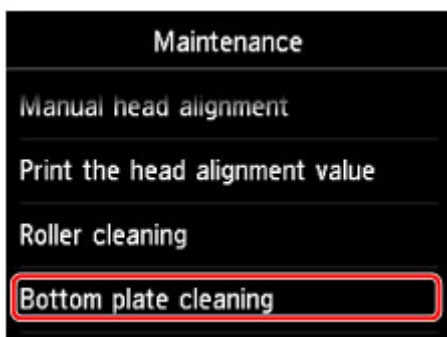 Maintenance
Manual head alignment
Print the head alignment value
Roller cleaning
Bottom plate cleaning